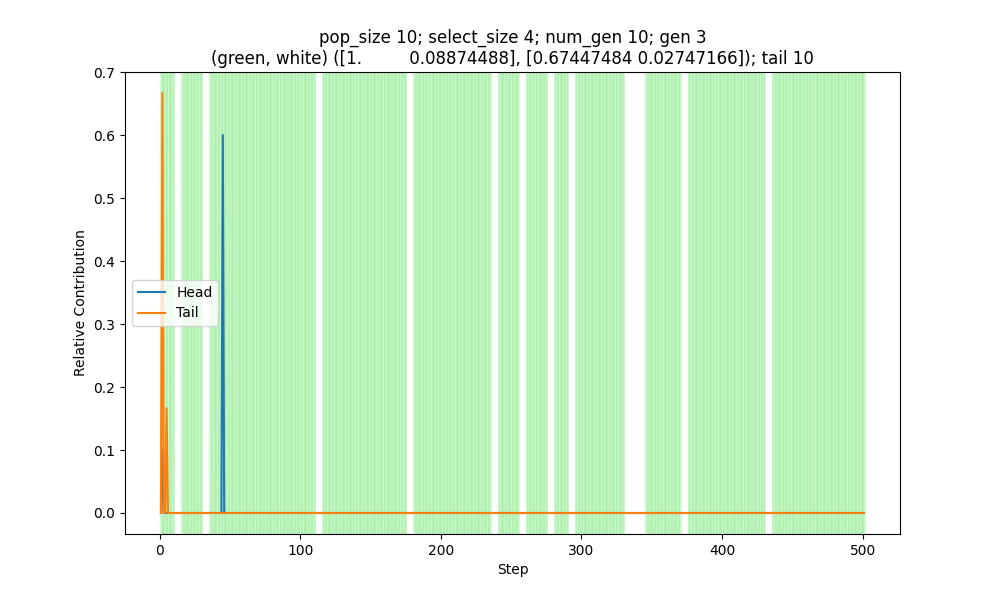 pop_size 10; select_size 4; num_gen 10; gen 3
(green, white) ([1.          0.08874488], [0.67447484 0.02747166]); tail 10
0.7
0.6
0.5
0.4
0.3
0.2
0.1
0.0
Relative Contribution
Head
Tail
0 100 200 300 400 500
Step